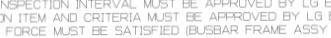 NSPECTION INTERVAL MUST BE APPROVED BY LG E
ON ITEM AND CRITERIA MUST BE APPROVED BY LG
FORCE MUST BE SATISFIED (BUSBAR FRAME ASSY